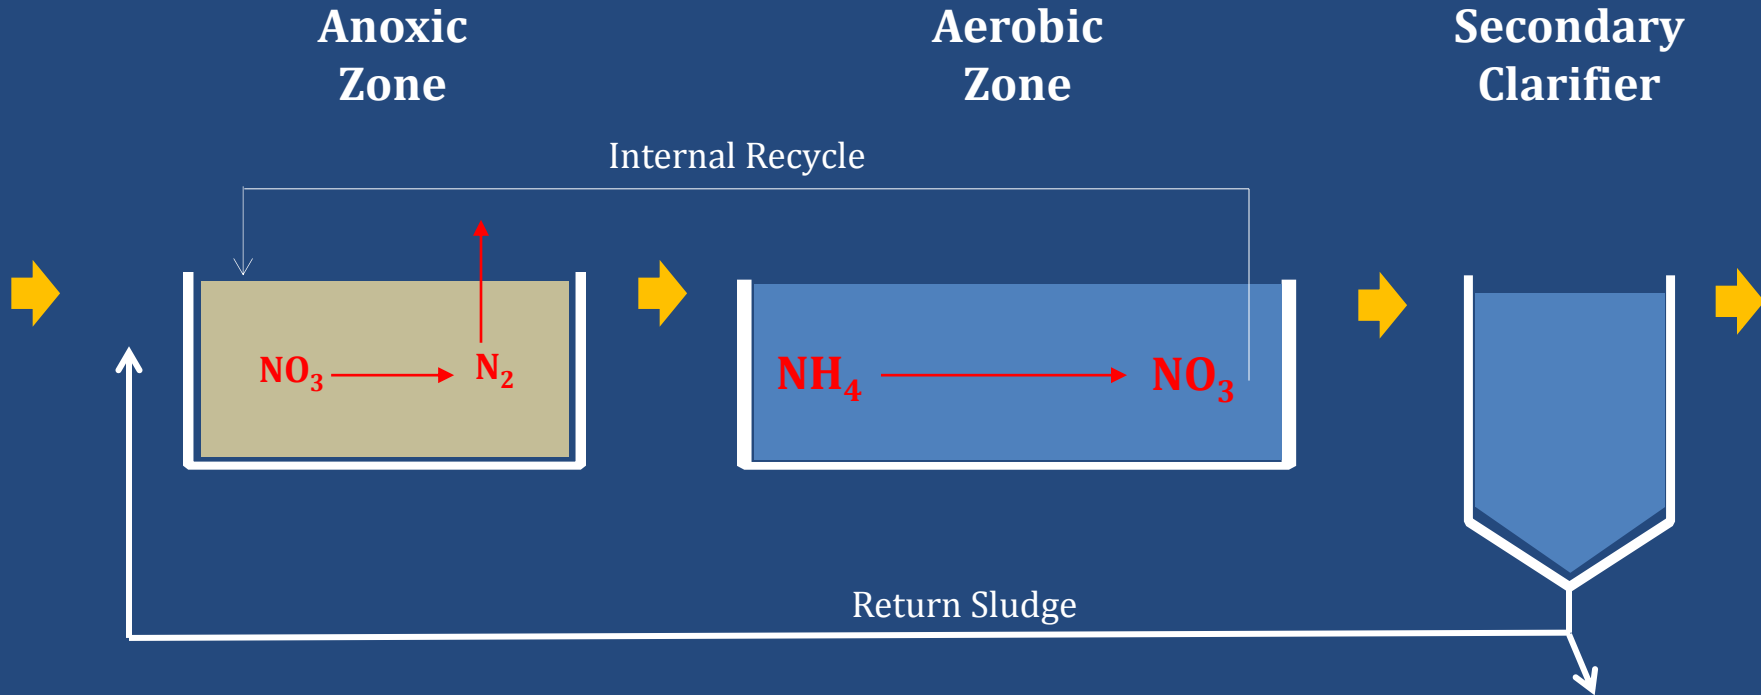 Anoxic
Zone
Aerobic
Zone
Secondary
Clarifier
Internal Recycle
NO₃
N₂
NH₄
NO₃
Return Sludge